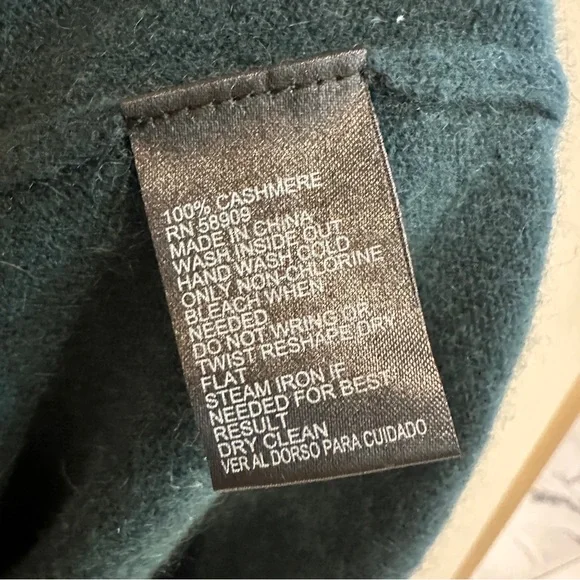 100% CASHMERE
RN 58909
MADE IN CHINA
WASH INSIDE OUT
HAND WASH COLD
ONLY NON-CHLORINE
BLEACH WHEN
NEEDED
DO NOT WRING OR
TWIST RESHAPE DRY
FLAT
STEAM IRON IF
NEEDED FOR BEST
RESULT
DRY CLEAN
VER AL DORSO PARA CUIDADO